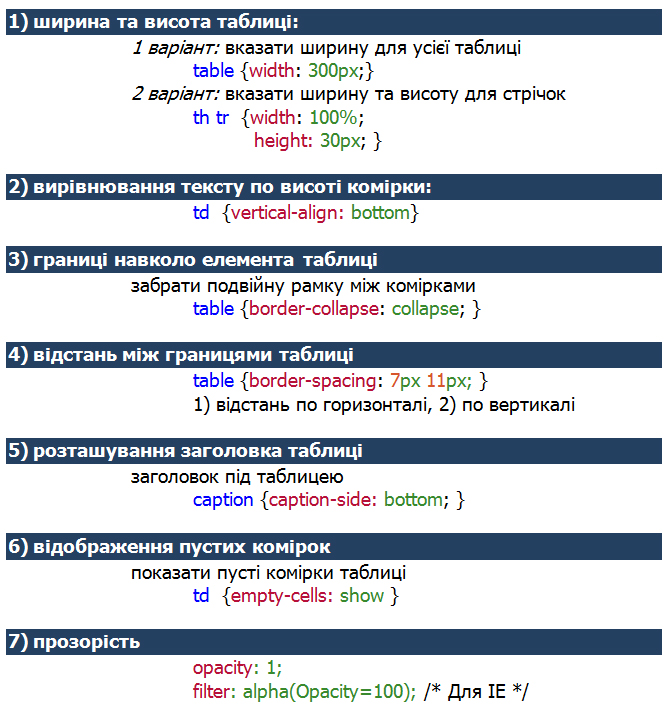 1) ширина та висота таблиці:
1 варіант: вказати ширину для усієї таблиці
table {width: 300px;}
2 варіант: вказати ширину та висоту для стрічок
th tr {width: 100%;
height: 30px; }
2) вирівнювання тексту по висоті комірки:
td {vertical-align: bottom}
3) границі навколо елемента таблиці
забрати подвійну рамку між комірками
table {border-collapse: collapse; }
4) відстань між границями таблиці
table {border-spacing: 7px 11px; }
1) відстань по горизонталі, 2) по вертикалі
5) розташування заголовка таблиці
заголовок під таблицею
caption {caption-side: bottom; }
6) відображення пустих комірок
показати пусті комірки таблиці
td {empty-cells: show }
7) прозорість
opacity: 1;
filter: alpha(Opacity=100); /* Для IE */